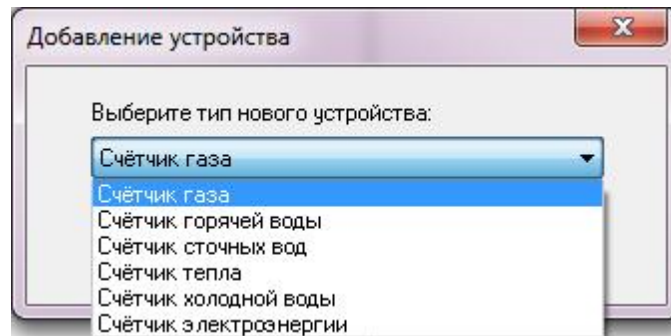 Добавление устройства
Выберите тип нового устройства:
Счётчик газа
Счётчик газа
Счётчик горячей воды
Счётчик сточных вод
Счётчик тепла
Счётчик холодной воды
Счётчик электроэнергии